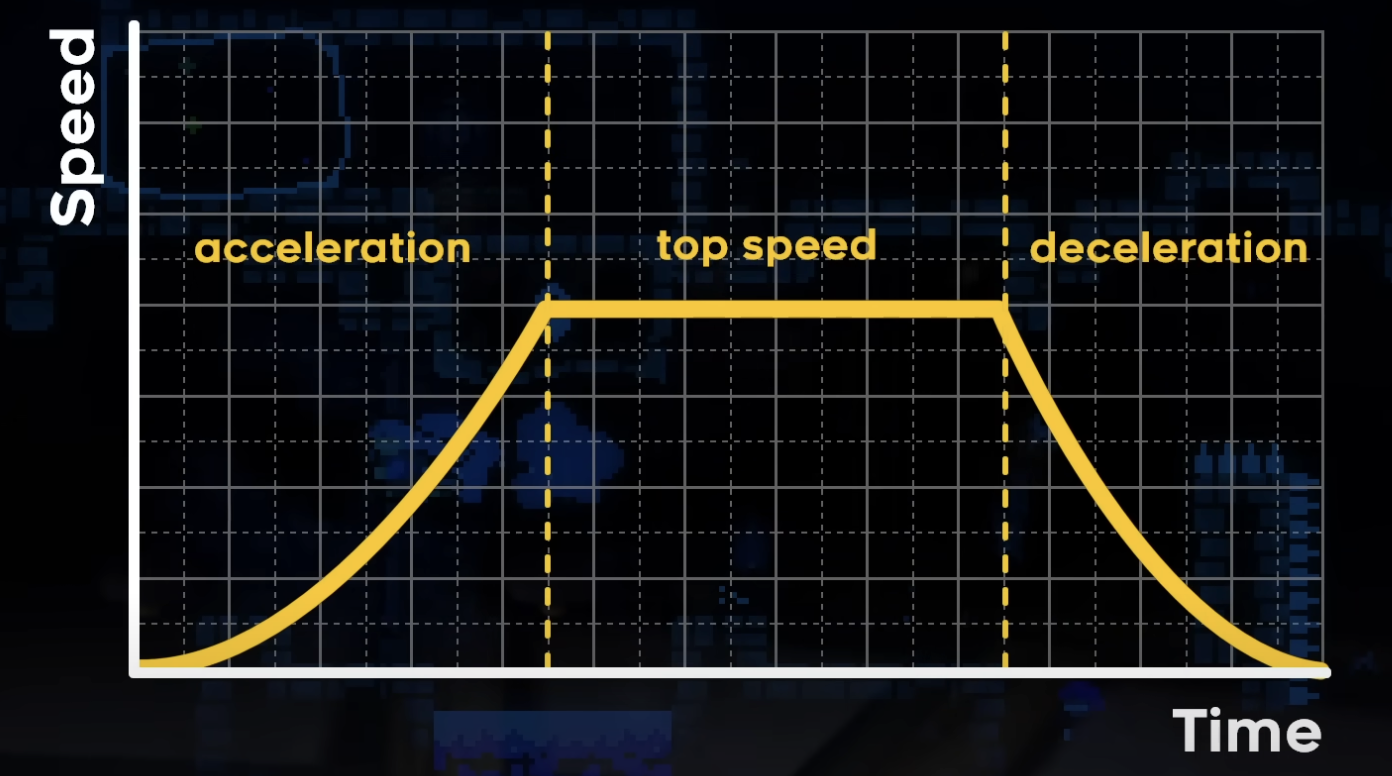 Speed
acceleration
top speed
deceleration
Time